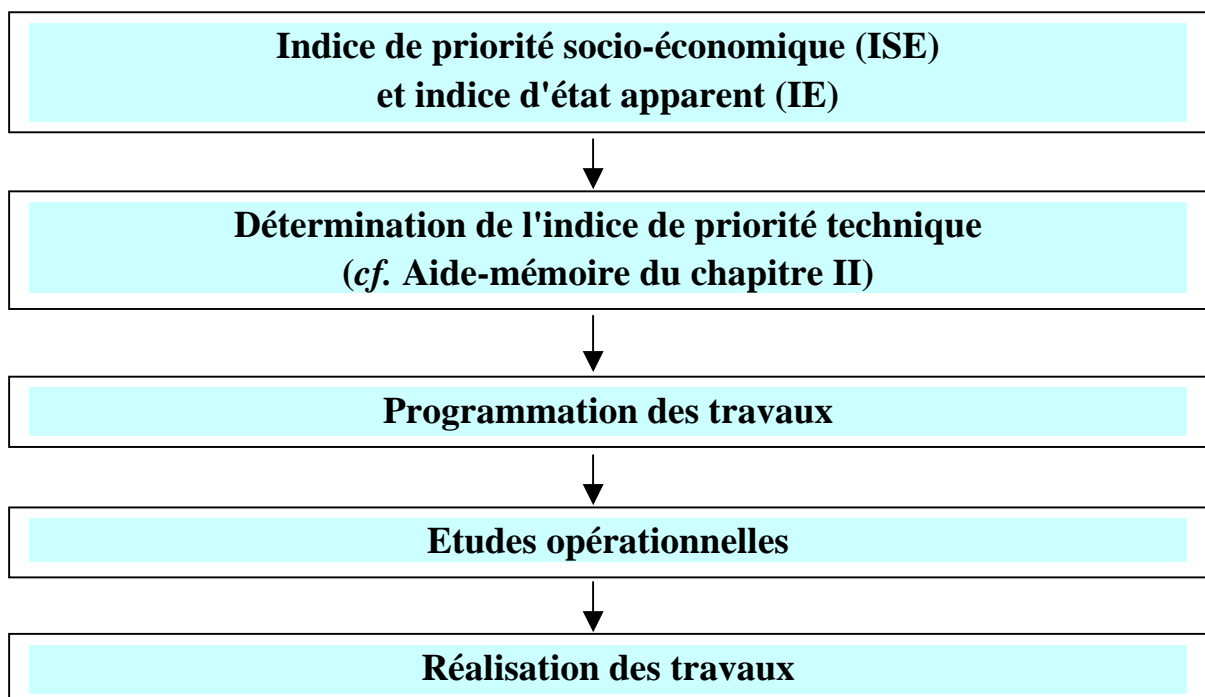 Indice de priorité socio-économique (ISE)
et indice d'état apparent (IE)
Détermination de l'indice de priorité technique
(cf. Aide-mémoire du chapitre II)
Programmation des travaux
Etudes opérationnelles
Réalisation des travaux